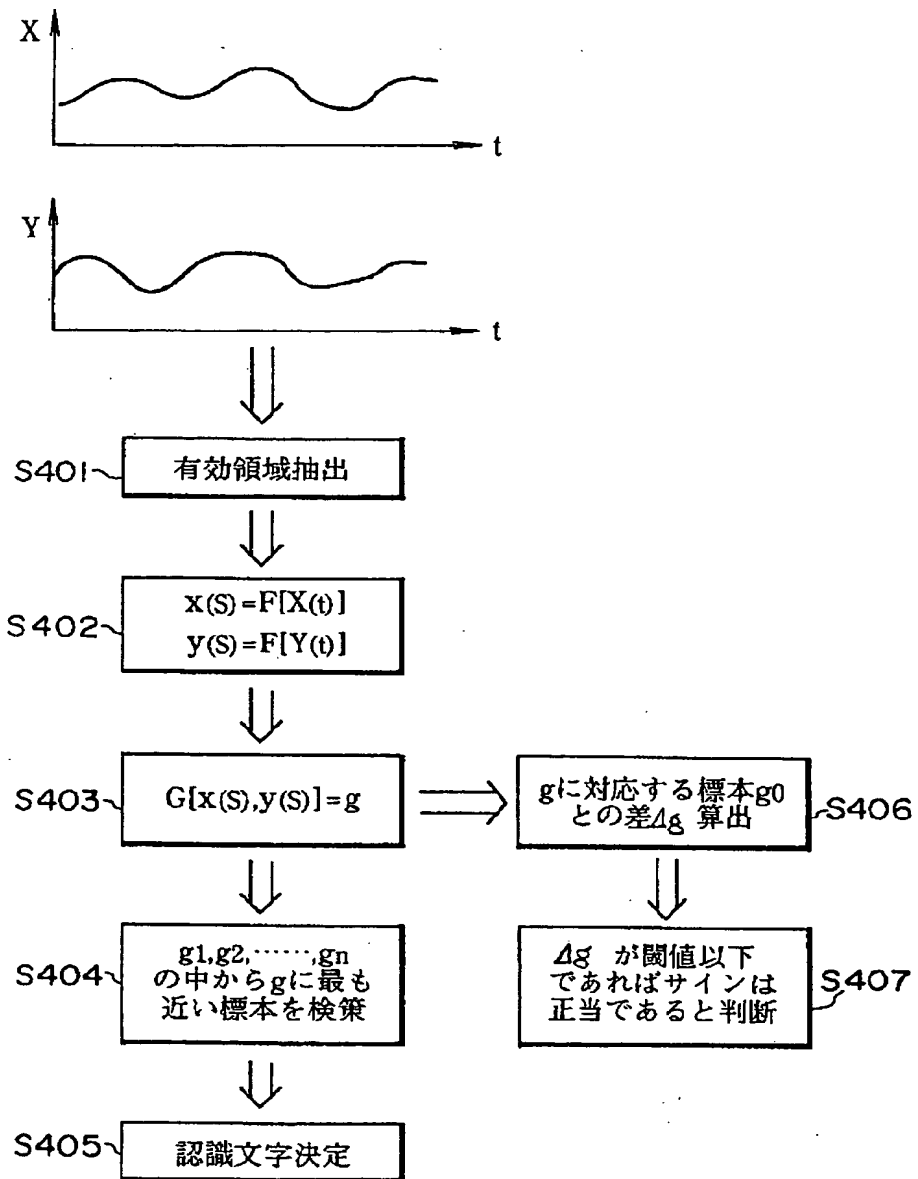 X
t
Y
t
S401 有効領域抽出
S402
x(S)=F[X(t)]
y(S)=F[Y(t)]
S403 G[x(S),y(S)]=g
gに対応する標本g0
との差Δg 算出
S406
S404
g1,g2,……,gn
の中からgに最も
近い標本を検策
Δg が閾値以下
であればサインは
正当であると判断
S407
S405 認識文字決定